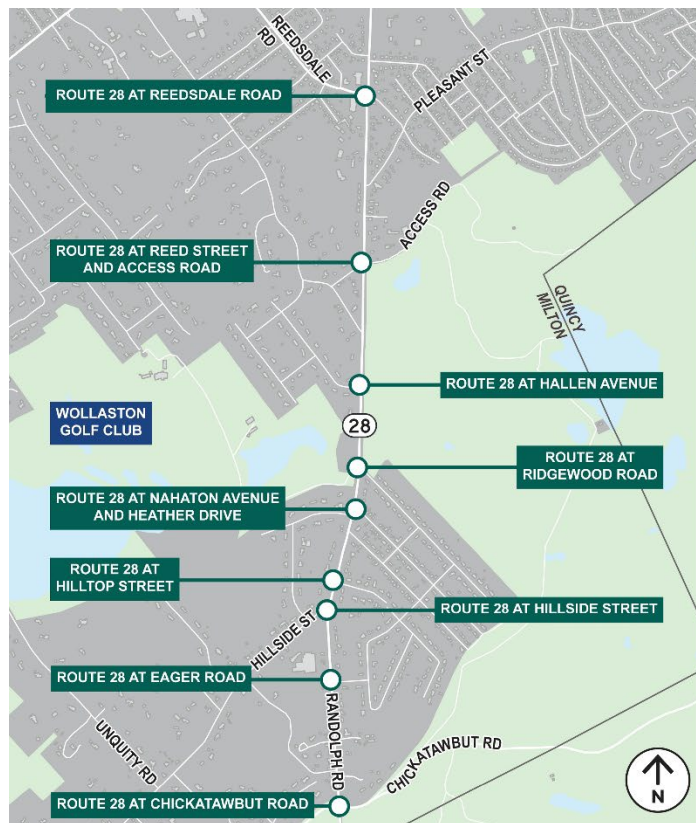 REEDSDALE
RD
ROUTE 28 AT REEDSDALE ROAD
PLEASANT ST
ACCESS RD
ROUTE 28 AT REED STREET
AND ACCESS ROAD
QUINCY
MILTON
ROUTE 28 AT HALLEN AVENUE
WOLLASTON
GOLF CLUB
28
ROUTE 28 AT
RIDGEWOOD ROAD
ROUTE 28 AT NAHATON AVENUE
AND HEATHER DRIVE
ROUTE 28 AT
HILLTOP STREET
ROUTE 28 AT HILLSIDE STREET
HILLSIDE ST
ROUTE 28 AT EAGER ROAD
RANDOLPH RD
UNQUITY RD
CHICKATAWBUT RD
N
ROUTE 28 AT CHICKATAWBUT ROAD